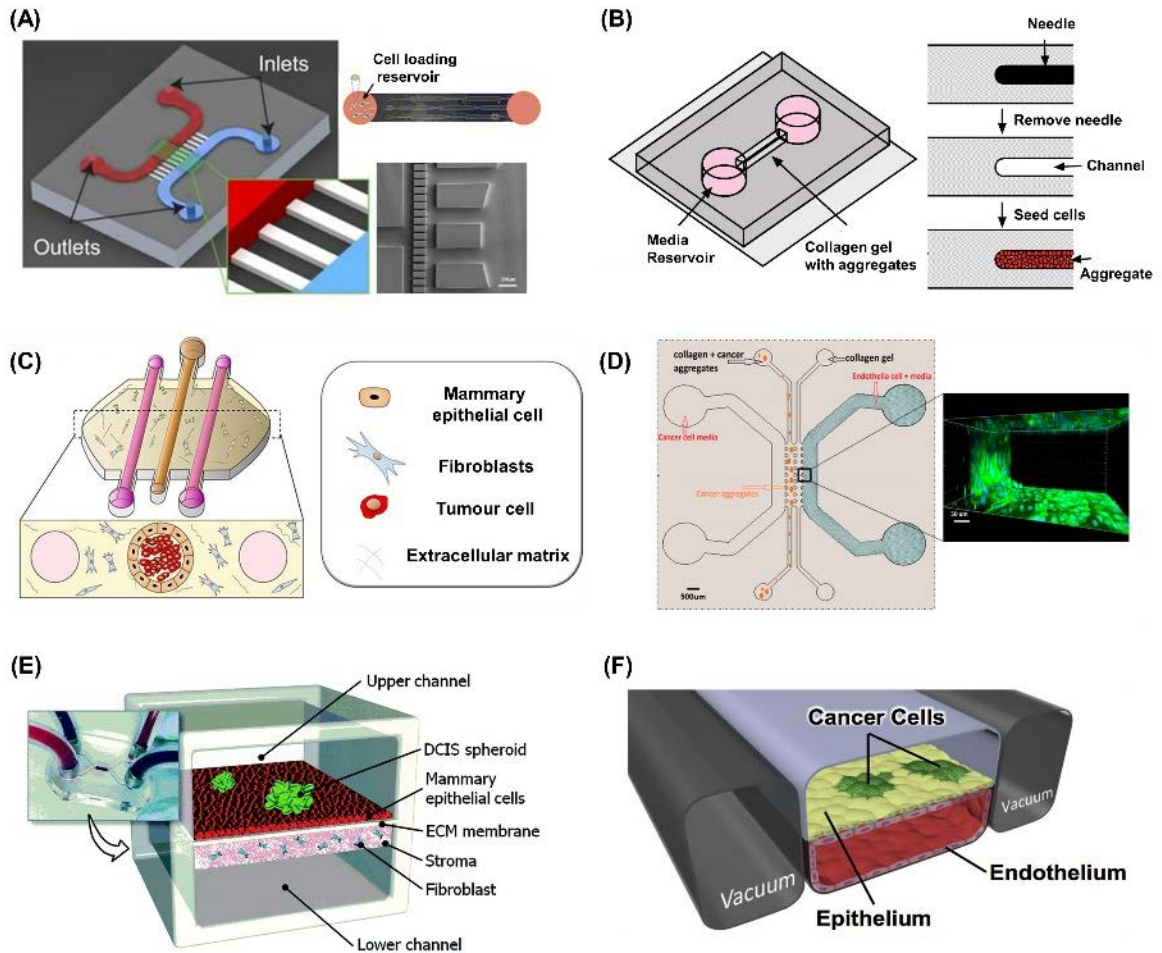 (A)
Inlets
Outlets
Cell loading
reservoir
(B)
Media
Reservoir
Collagen gel
with aggregates
Needle
Remove needle
Channel
Seed cells
Aggregate
(C)
Mammary
epithelial cell
Fibroblasts
Tumour cell
Extracellular matrix
(D)
collagen + cancer
aggregates
collagen gel
Endothelia cell + media
Cancer cell media
Cancer aggregates
500um
50 um
(E)
Upper channel
DCIS spheroid
Mammary
epithelial cells
ECM membrane
Stroma
Fibroblast
Lower channel
(F)
Cancer Cells
Vacuum
Vacuum
Endothelium
Epithelium